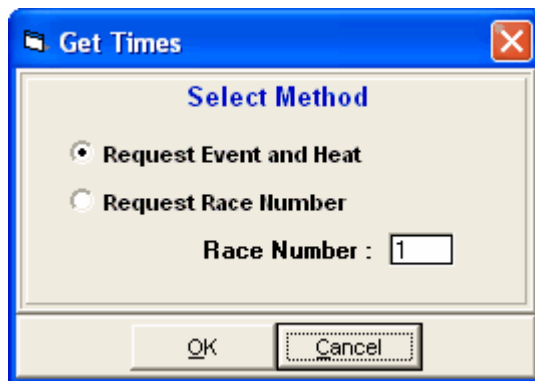 Get Times
Select Method
Request Event and Heat
Request Race Number
Race Number : 1
OK Cancel